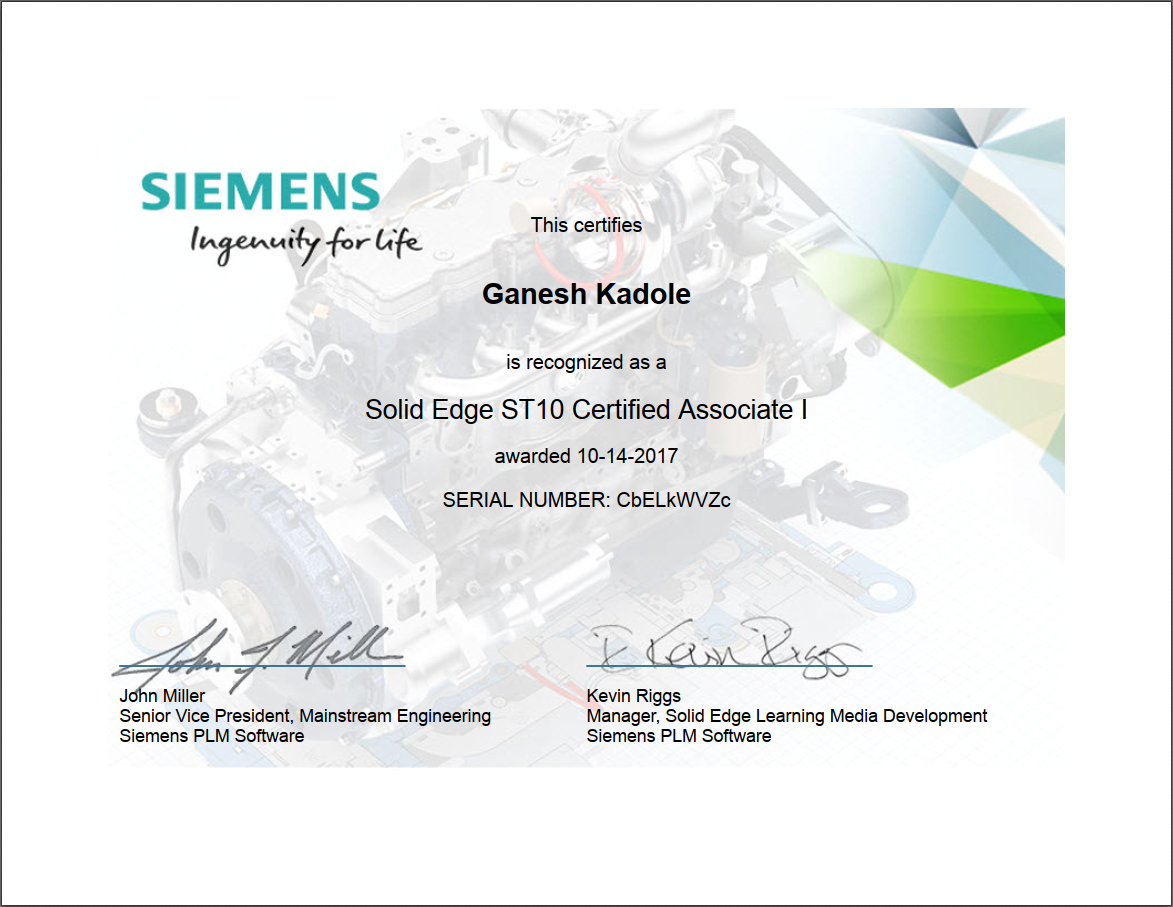 SIEMENS
Ingenuity for life
This certifies
Ganesh Kadole
is recognized as a
Solid Edge ST10 Certified Associate I
awarded 10-14-2017
SERIAL NUMBER: CbELkWVZc
John J. Mill
R Kevin Riggs
John Miller
Senior Vice President, Mainstream Engineering
Siemens PLM Software
Kevin Riggs
Manager, Solid Edge Learning Media Development
Siemens PLM Software